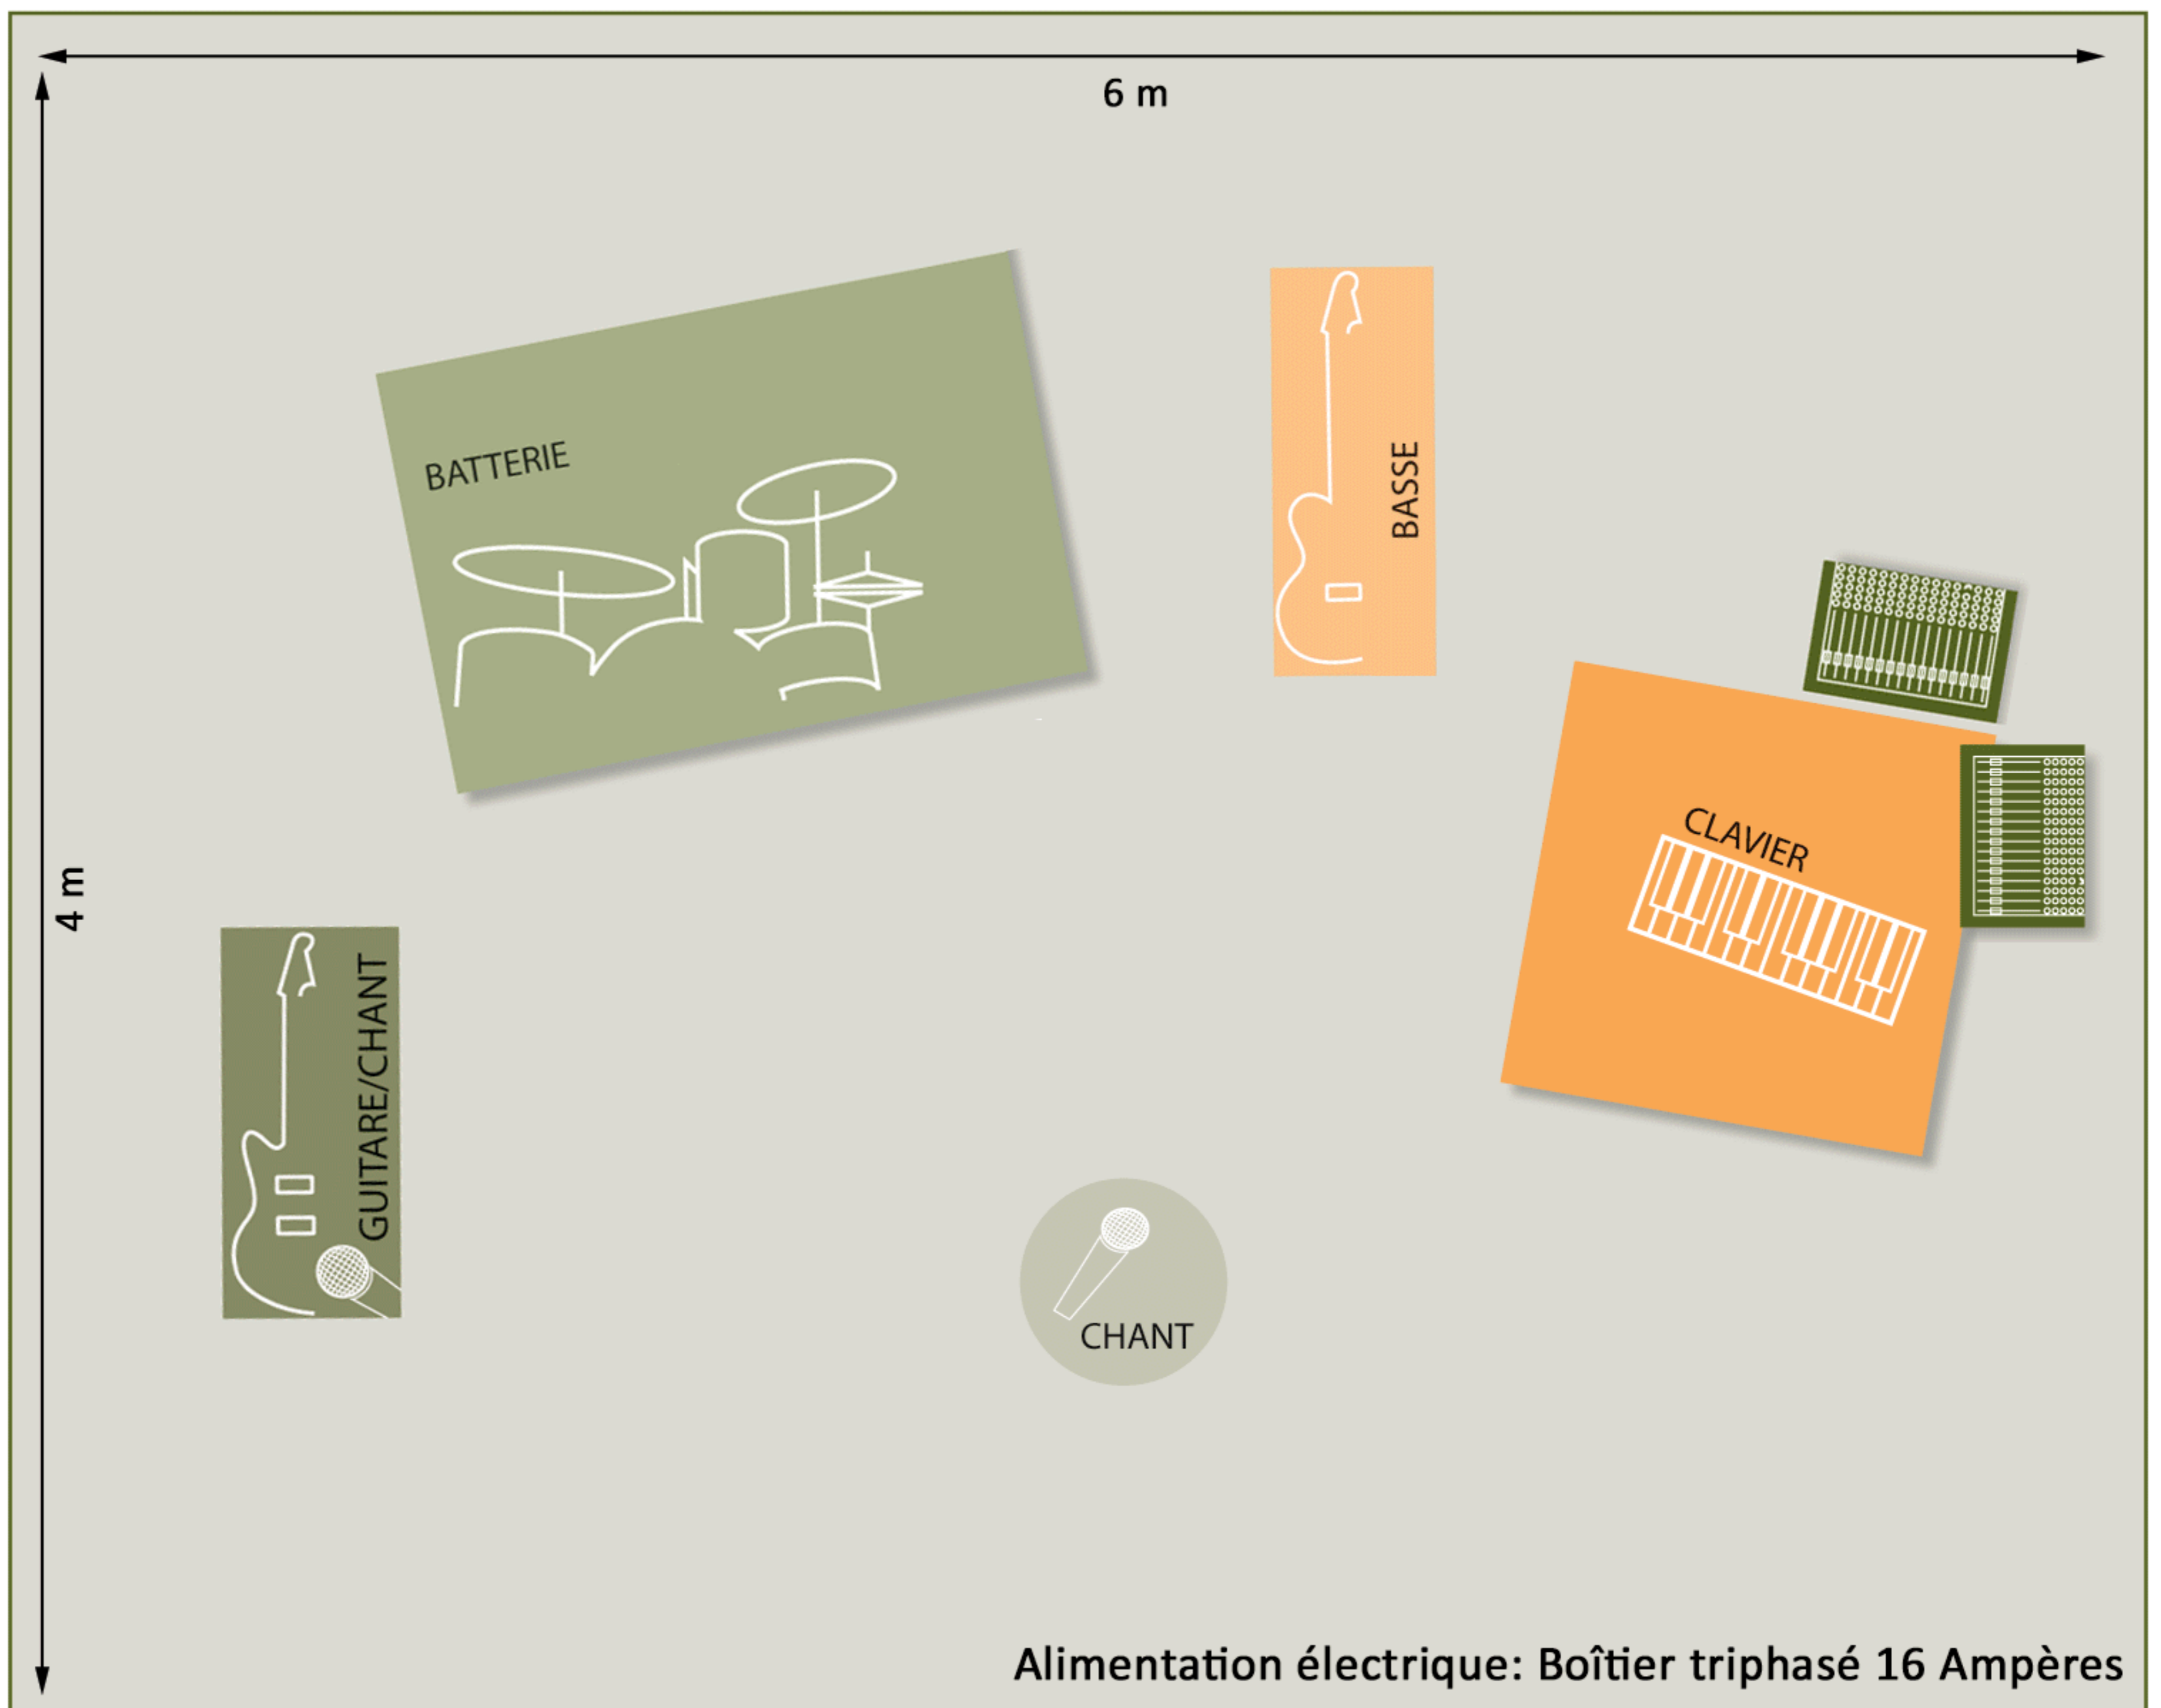 6 m
BATTERIE
BASSE
CLAVIER
4 m
GUITARE/CHANT
CHANT
Alimentation électrique: Boîtier triphasé 16 Ampères